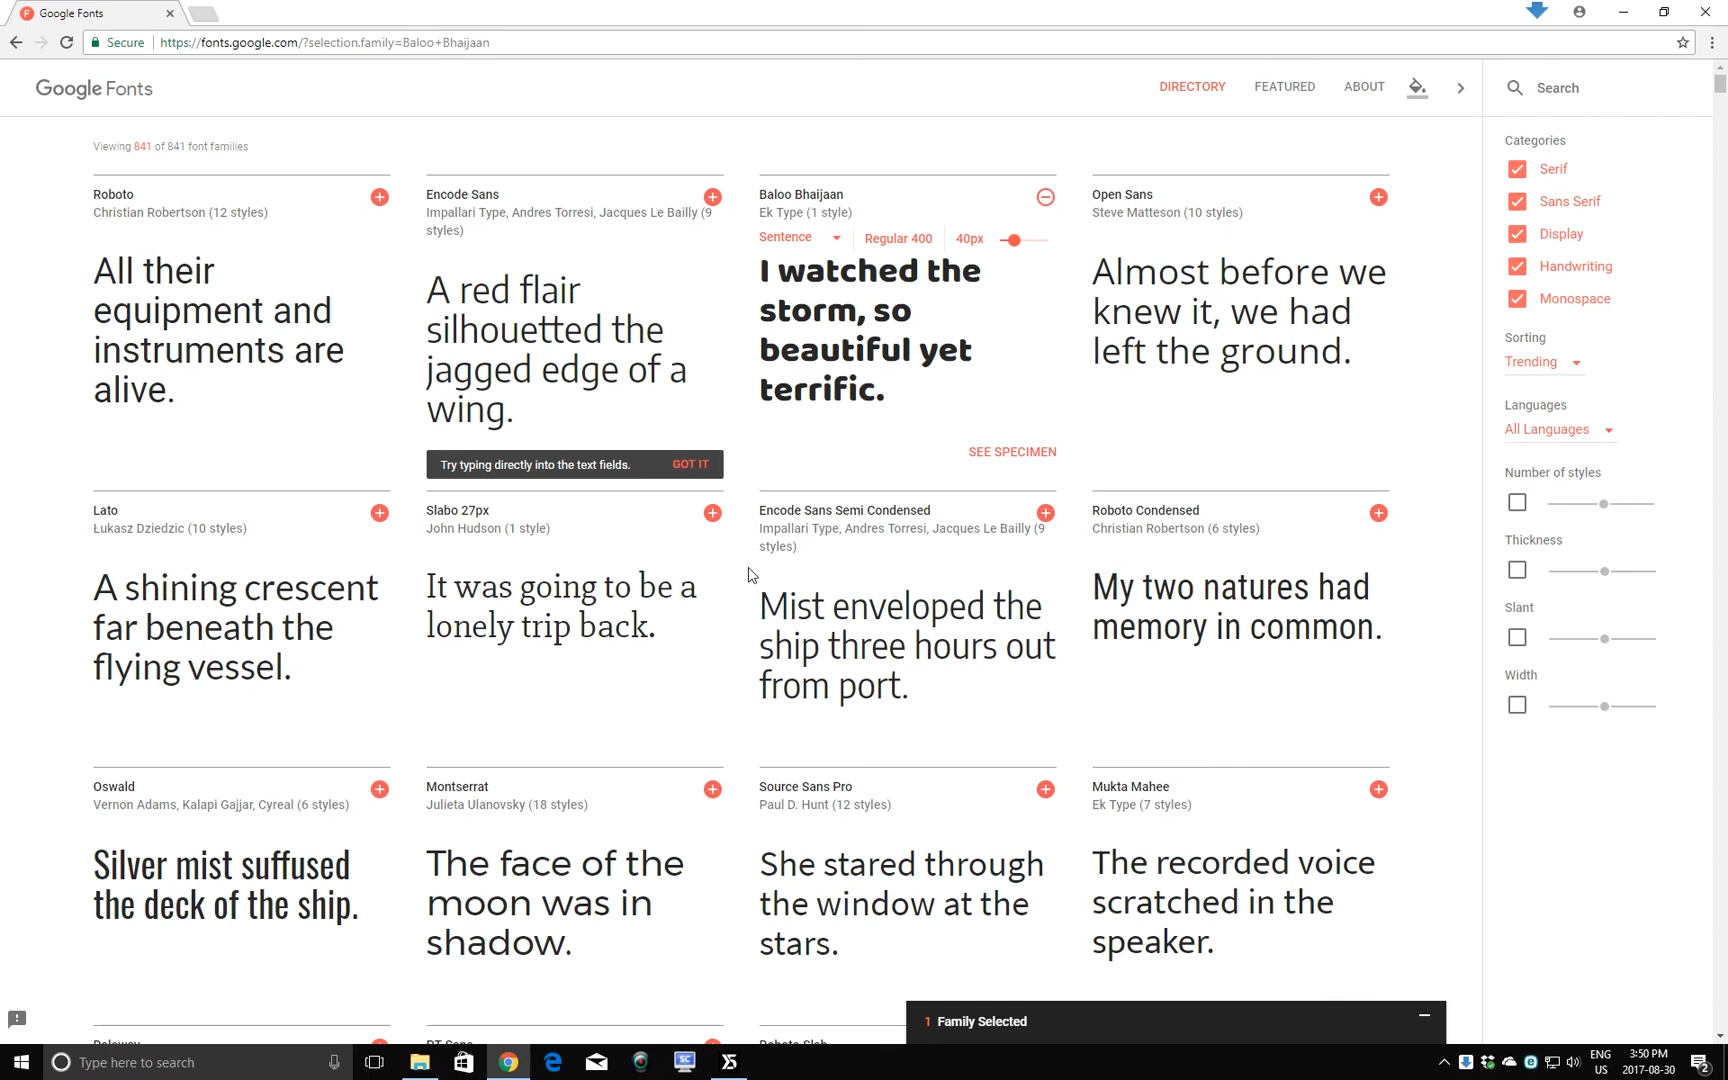 Google Fonts
Secure https://fonts.google.com/?selection.family=Baloo+Bhaijaan
Google Fonts
DIRECTORY
FEATURED
ABOUT
Search
Viewing 841 of 841 font families
Roboto
Christian Robertson (12 styles)
All their
equipment and
instruments are
alive.
Encode Sans
Impallari Type, Andres Torresi, Jacques Le Bailly (9
styles)
A red flair
silhouetted the
jagged edge of a
wing.
Try typing directly into the text fields. GOT IT
Baloo Bhaijaan
Ek Type (1 style)
Sentence Regular 400 40px
I watched the
storm, so
beautiful yet
terrific.
SEE SPECIMEN
Open Sans
Steve Matteson (10 styles)
Almost before we
knew it, we had
left the ground.
Lato
Łukasz Dziedzic (10 styles)
A shining crescent
far beneath the
flying vessel.
Slabo 27px
John Hudson (1 style)
It was going to be a
lonely trip back.
Encode Sans Semi Condensed
Impallari Type, Andres Torresi, Jacques Le Bailly (9
styles)
Mist enveloped the
ship three hours out
from port.
Roboto Condensed
Christian Robertson (6 styles)
My two natures had
memory in common.
Oswald
Vernon Adams, Kalapi Gajjar, Cyreal (6 styles)
Silver mist suffused
the deck of the ship.
Montserrat
Julieta Ulanovsky (18 styles)
The face of the
moon was in
shadow.
Source Sans Pro
Paul D. Hunt (12 styles)
She stared through
the window at the
stars.
Mukta Mahee
Ek Type (7 styles)
The recorded voice
scratched in the
speaker.
Raleway
PT Sans
Roboto Slab
Categories
Serif
Sans Serif
Display
Handwriting
Monospace
Sorting
Trending
Languages
All Languages
Number of styles
Thickness
Slant
Width
1 Family Selected
Type here to search
SC
ENG
US
3:50 PM
2017-08-30
2